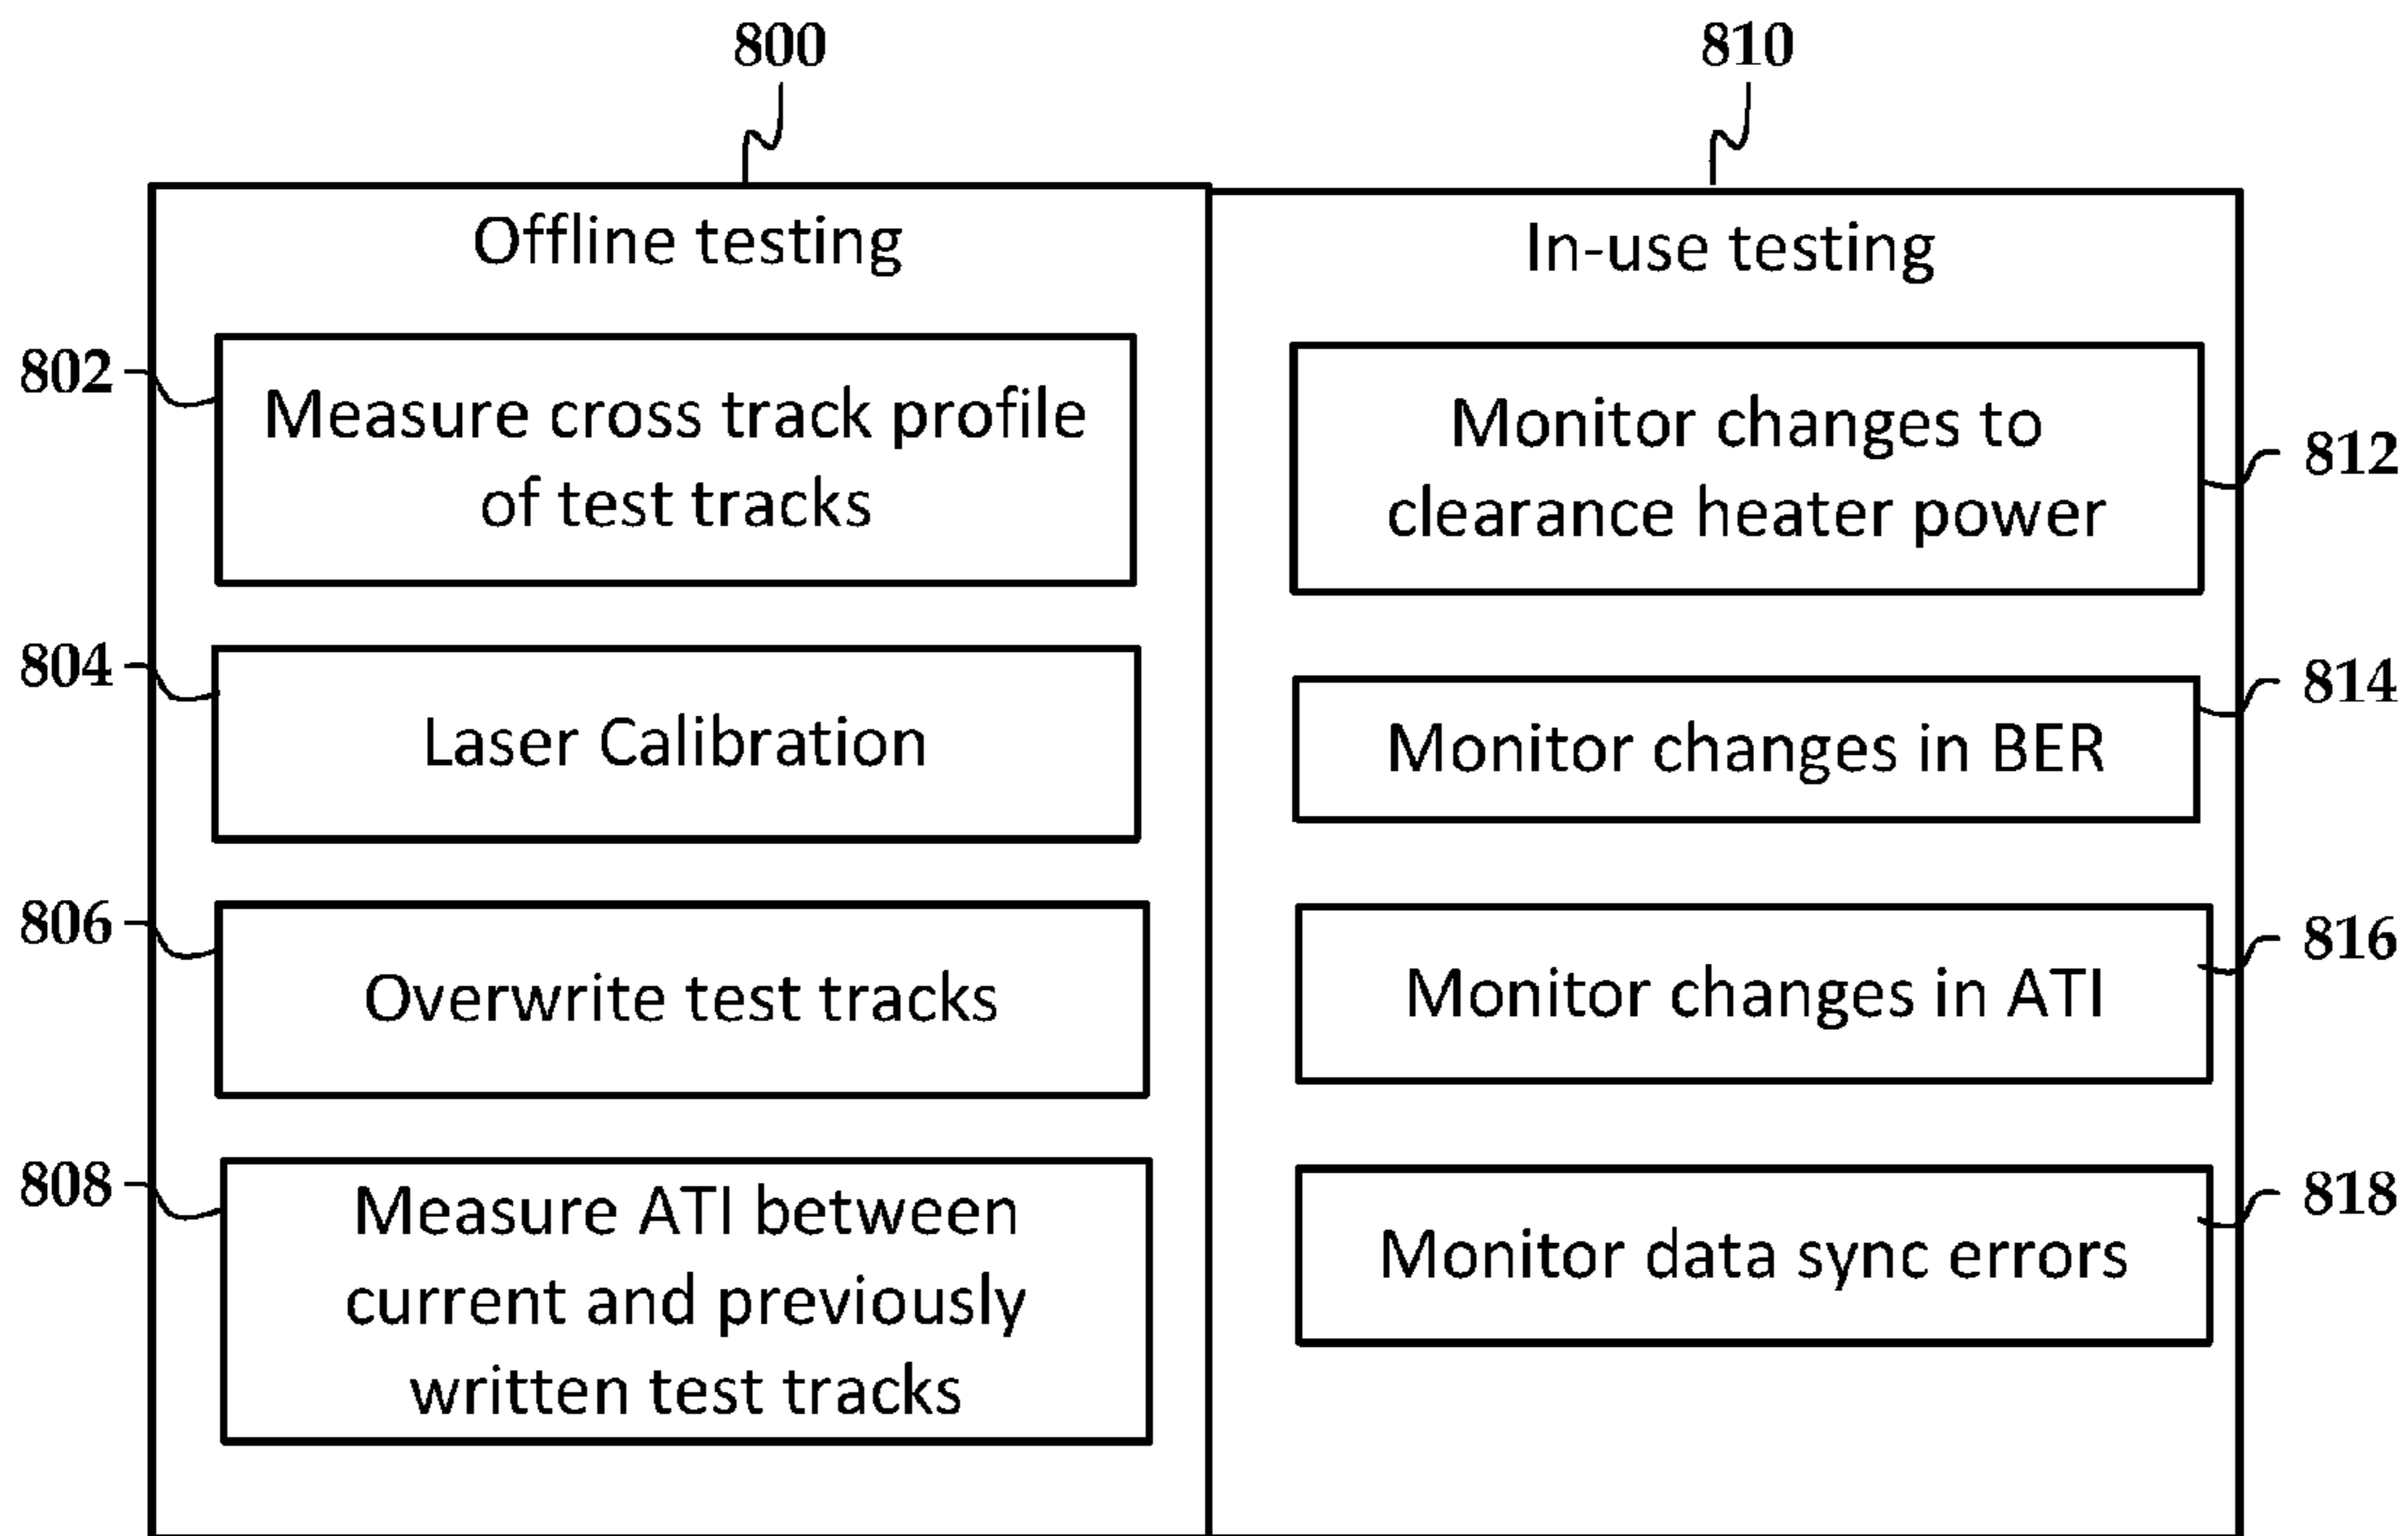 800
Offline testing
802
Measure cross track profile
of test tracks
804
Laser Calibration
806
Overwrite test tracks
808
Measure ATI between
current and previously
written test tracks
810
In-use testing
Monitor changes to
clearance heater power
812
Monitor changes in BER
814
Monitor changes in ATI
816
Monitor data sync errors
818